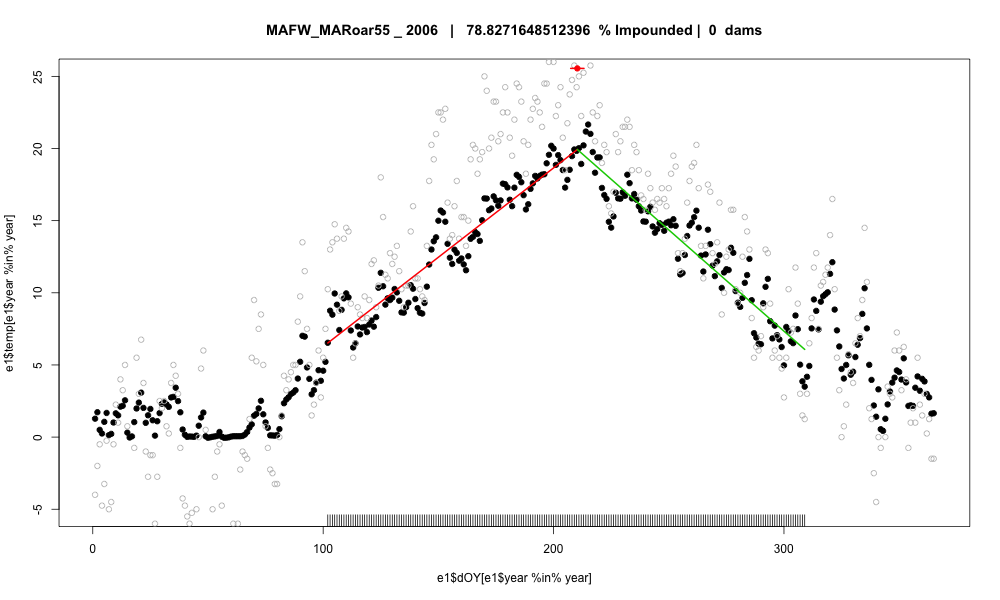 MAFW_MARoar55 _ 2006 | 78.8271648512396 % Impounded | 0 dams
e1$temp[e1$year %in% year]
25
20
15
10
5
0
-5
0 100 200 300
e1$dOY[e1$year %in% year]